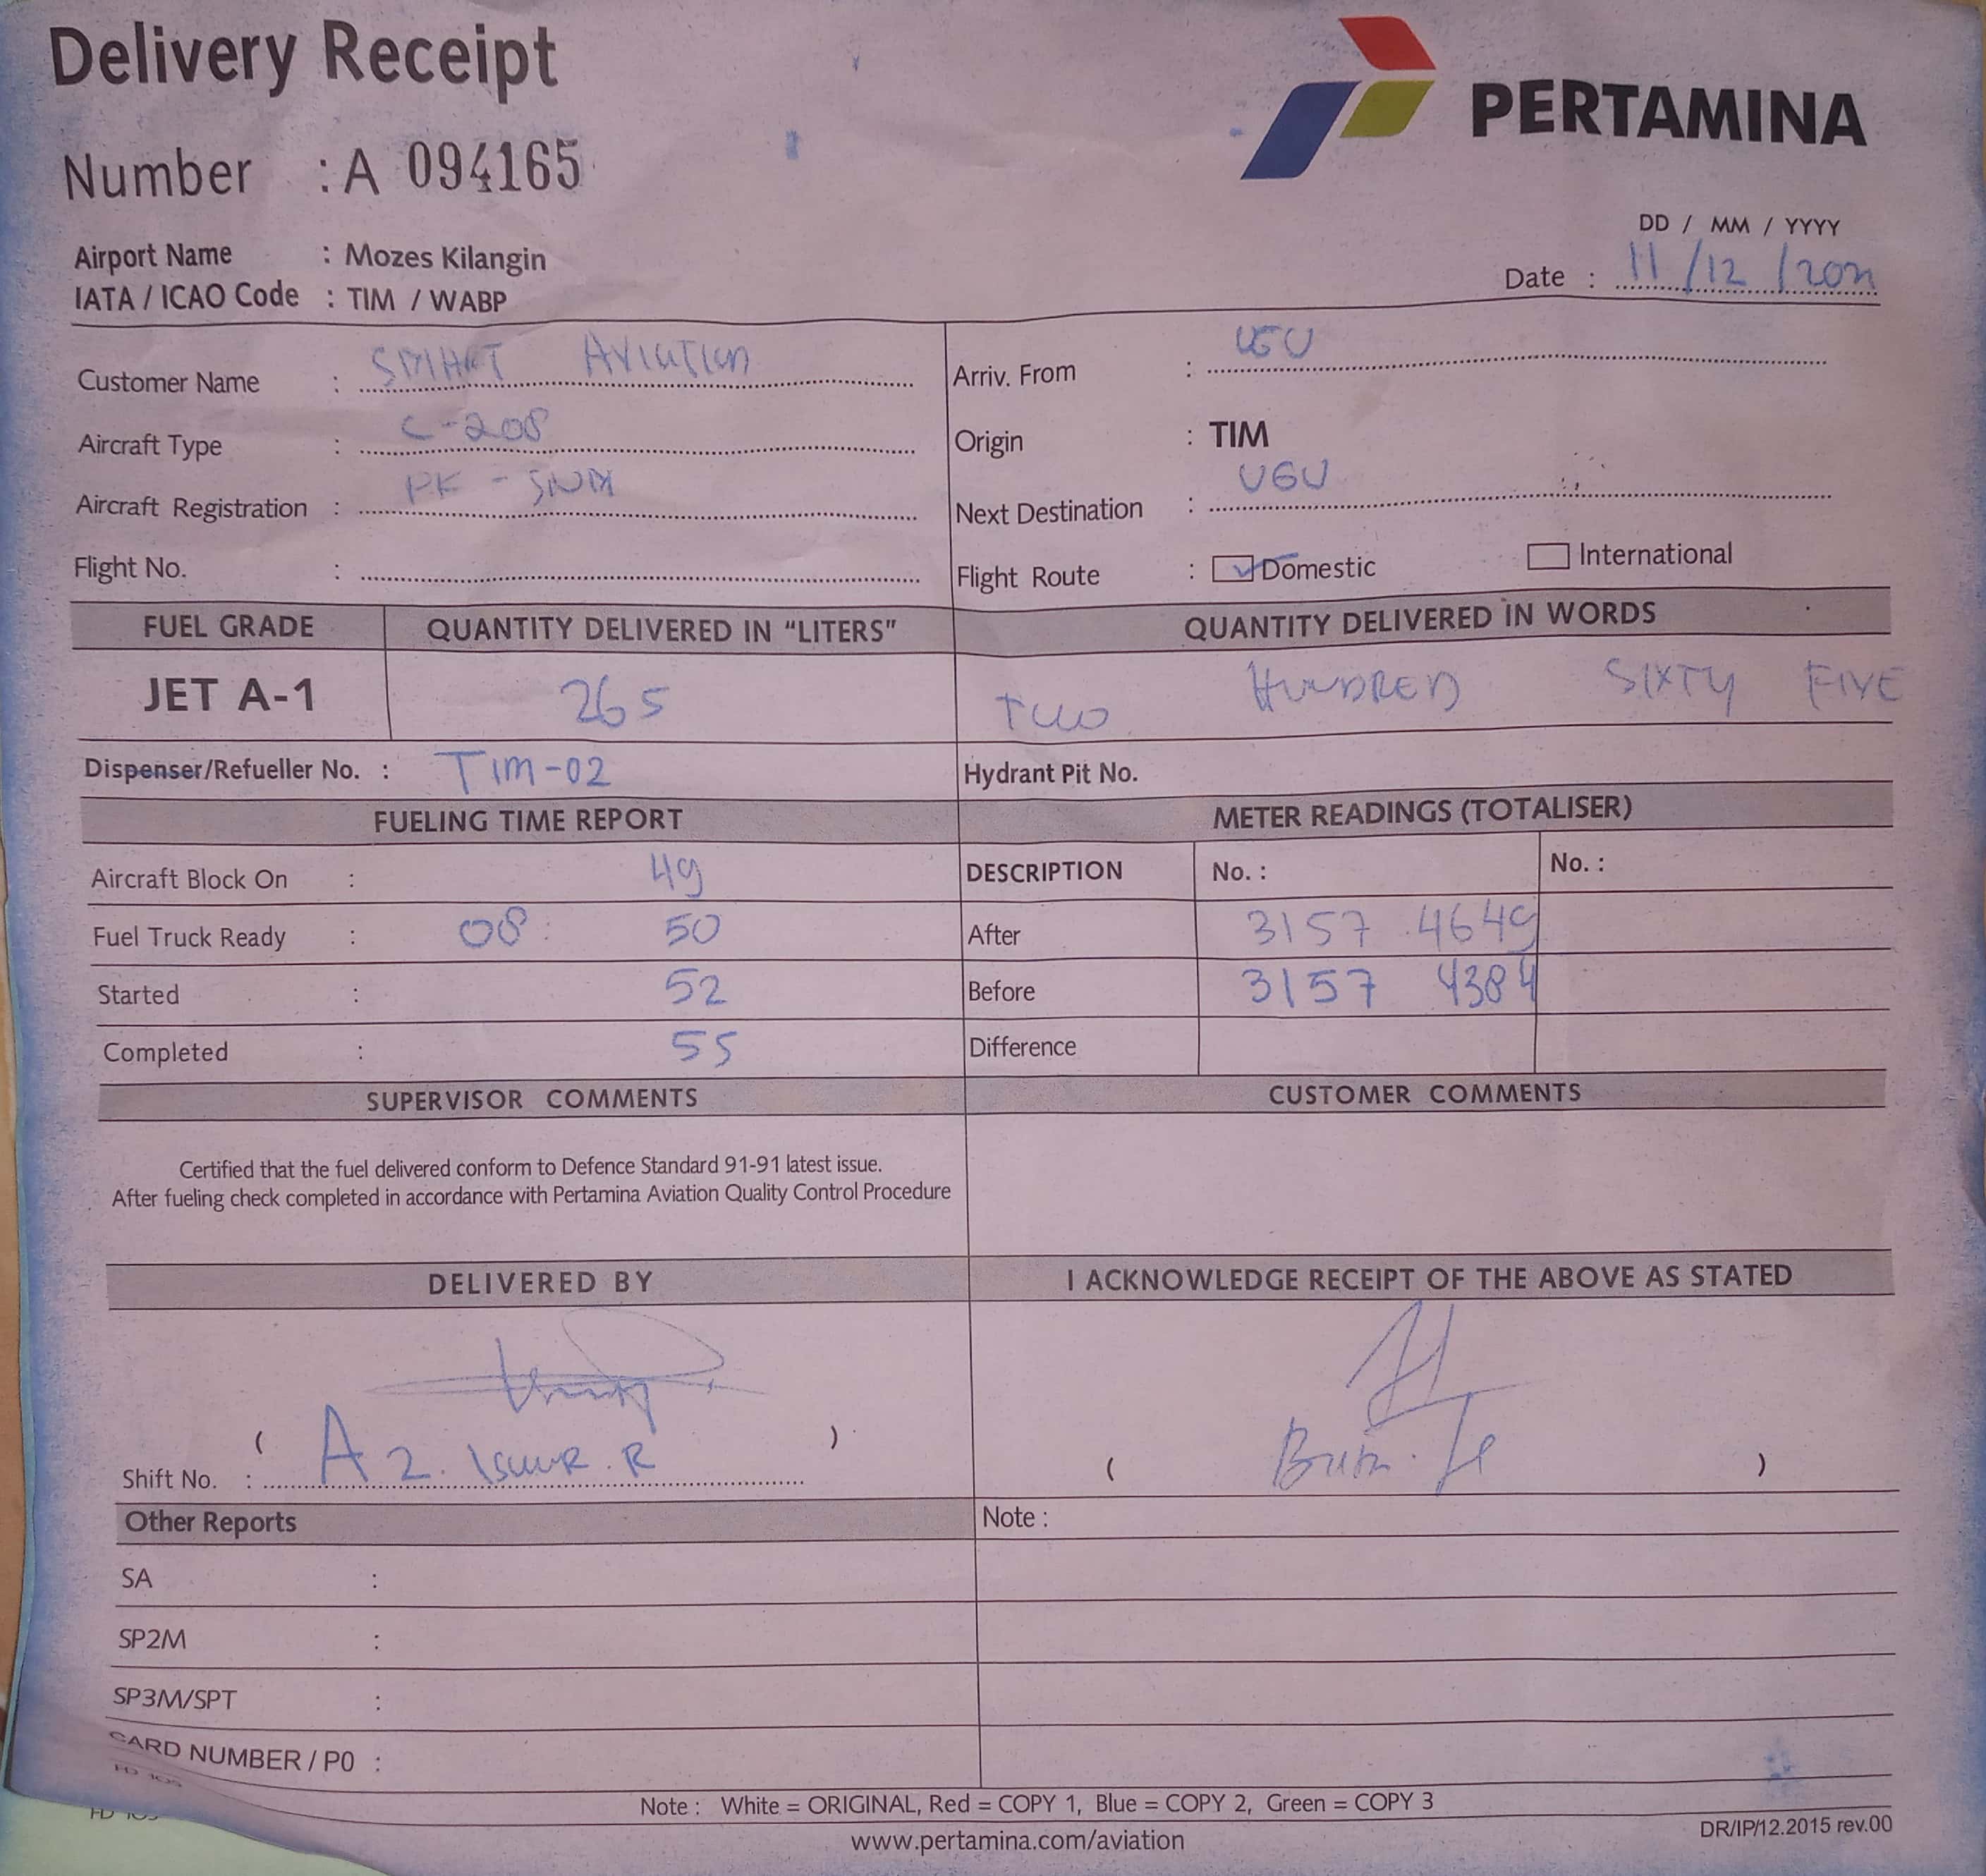 Delivery Receipt
PERTAMINA
Number : A 094165
Airport Name : Mozes Kilangin
IATA / ICAO Code : TIM / WABP
DD / MM / YYYY
Date : 11/12/202
Customer Name : SMART AVIATION
Aircraft Type : C-208
Aircraft Registration : PK -
Flight No. :
Arriv. From : UGU
Origin : TIM
Next Destination : UGU
Flight Route : Domestic International
FUEL GRADE QUANTITY DELIVERED IN "LITERS" QUANTITY DELIVERED IN WORDS
JET A-1 265 TWO HUNDRED SIXTY FIVE
Dispenser/Refueller No. : TIM-02 Hydrant Pit No.
FUELING TIME REPORT METER READINGS (TOTALISER)
Aircraft Block On : 49 DESCRIPTION No. : No. :
Fuel Truck Ready : 08: 50 After 3157 4649
Started : 52 Before 3157 4384
Completed : 55 Difference
SUPERVISOR COMMENTS CUSTOMER COMMENTS
Certified that the fuel delivered conform to Defence Standard 91-91 latest issue.
After fueling check completed in accordance with Pertamina Aviation Quality Control Procedure
DELIVERED BY I ACKNOWLEDGE RECEIPT OF THE ABOVE AS STATED
( )
Shift No. : A 2. R
( )
Other Reports Note :
SA :
SP2M :
SP3M/SPT :
CARD NUMBER / P0 :
Note : White = ORIGINAL, Red = COPY 1, Blue = COPY 2, Green = COPY 3
www.pertamina.com/aviation
DR/IP/12.2015 rev.00